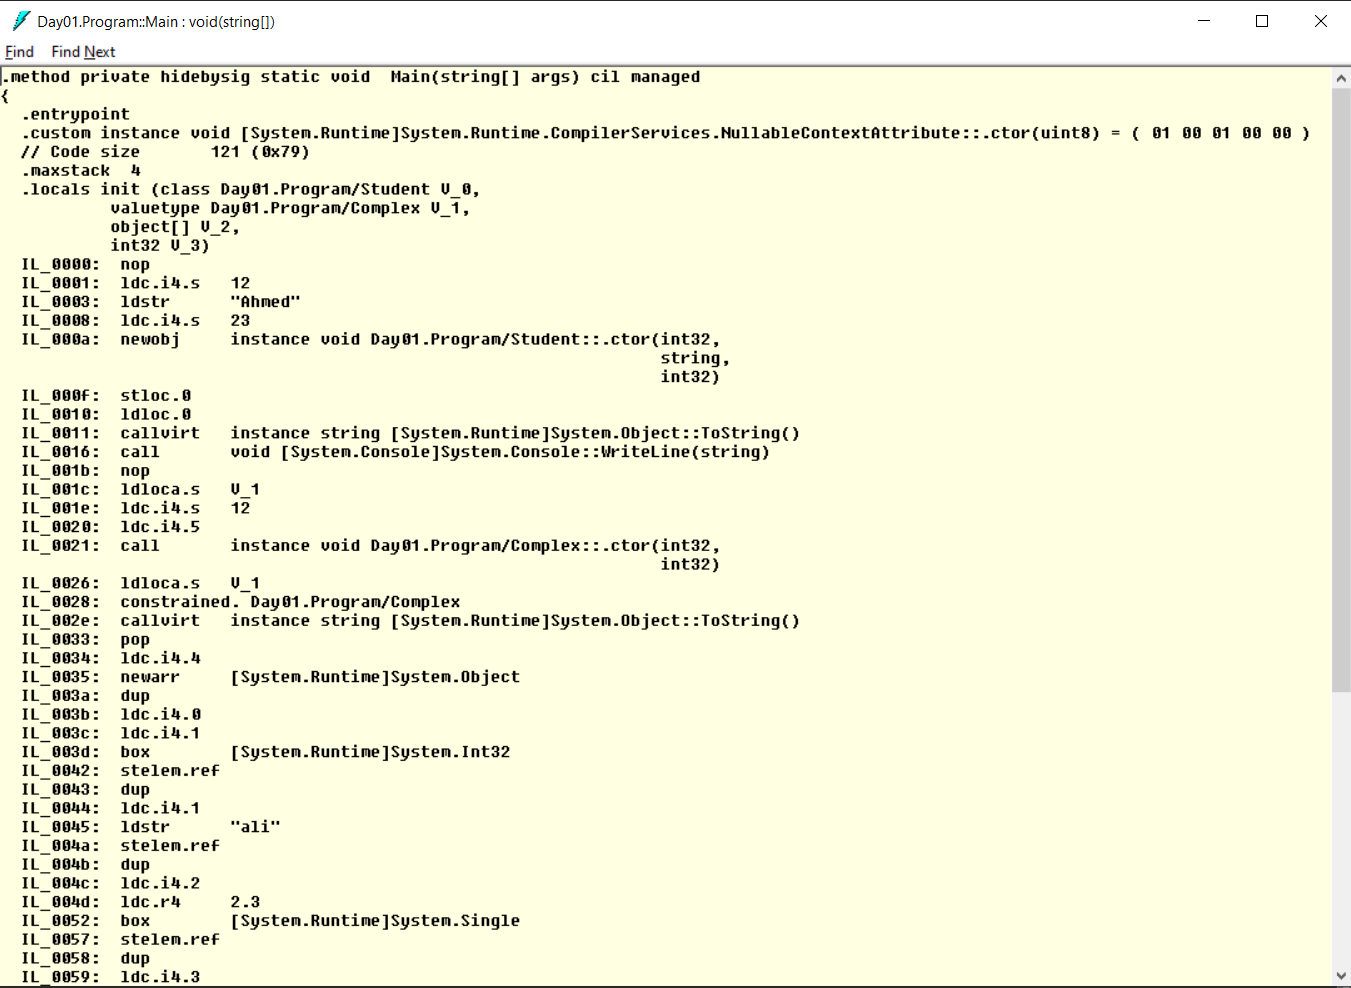 Day01.Program::Main : void(string[])
Find Find Next
.method private hidebysig static void  Main(string[] args) cil managed
{
  .entrypoint
  .custom instance void [System.Runtime]System.Runtime.CompilerServices.NullableContextAttribute::.ctor(uint8) = ( 01 00 01 00 00 )
  // Code size       121 (0x79)
  .maxstack  4
  .locals init (class Day01.Program/Student V_0,
           valuetype Day01.Program/Complex V_1,
           object[] V_2,
           int32 V_3)
  IL_0000:  nop
  IL_0001:  ldc.i4.s   12
  IL_0003:  ldstr      "Ahmed"
  IL_0008:  ldc.i4.s   23
  IL_000a:  newobj     instance void Day01.Program/Student::.ctor(int32,
                                                                  string,
                                                                  int32)
  IL_000f:  stloc.0
  IL_0010:  ldloc.0
  IL_0011:  callvirt   instance string [System.Runtime]System.Object::ToString()
  IL_0016:  call       void [System.Console]System.Console::WriteLine(string)
  IL_001b:  nop
  IL_001c:  ldloca.s   V_1
  IL_001e:  ldc.i4.s   12
  IL_0020:  ldc.i4.5
  IL_0021:  call       instance void Day01.Program/Complex::.ctor(int32,
                                                                  int32)
  IL_0026:  ldloca.s   V_1
  IL_0028:  constrained. Day01.Program/Complex
  IL_002e:  callvirt   instance string [System.Runtime]System.Object::ToString()
  IL_0033:  pop
  IL_0034:  ldc.i4.4
  IL_0035:  newarr     [System.Runtime]System.Object
  IL_003a:  dup
  IL_003b:  ldc.i4.0
  IL_003c:  ldc.i4.1
  IL_003d:  box        [System.Runtime]System.Int32
  IL_0042:  stelem.ref
  IL_0043:  dup
  IL_0044:  ldc.i4.1
  IL_0045:  ldstr      "ali"
  IL_004a:  stelem.ref
  IL_004b:  dup
  IL_004c:  ldc.i4.2
  IL_004d:  ldc.r4     2.3
  IL_0052:  box        [System.Runtime]System.Single
  IL_0057:  stelem.ref
  IL_0058:  dup
  IL_0059:  ldc.i4.3